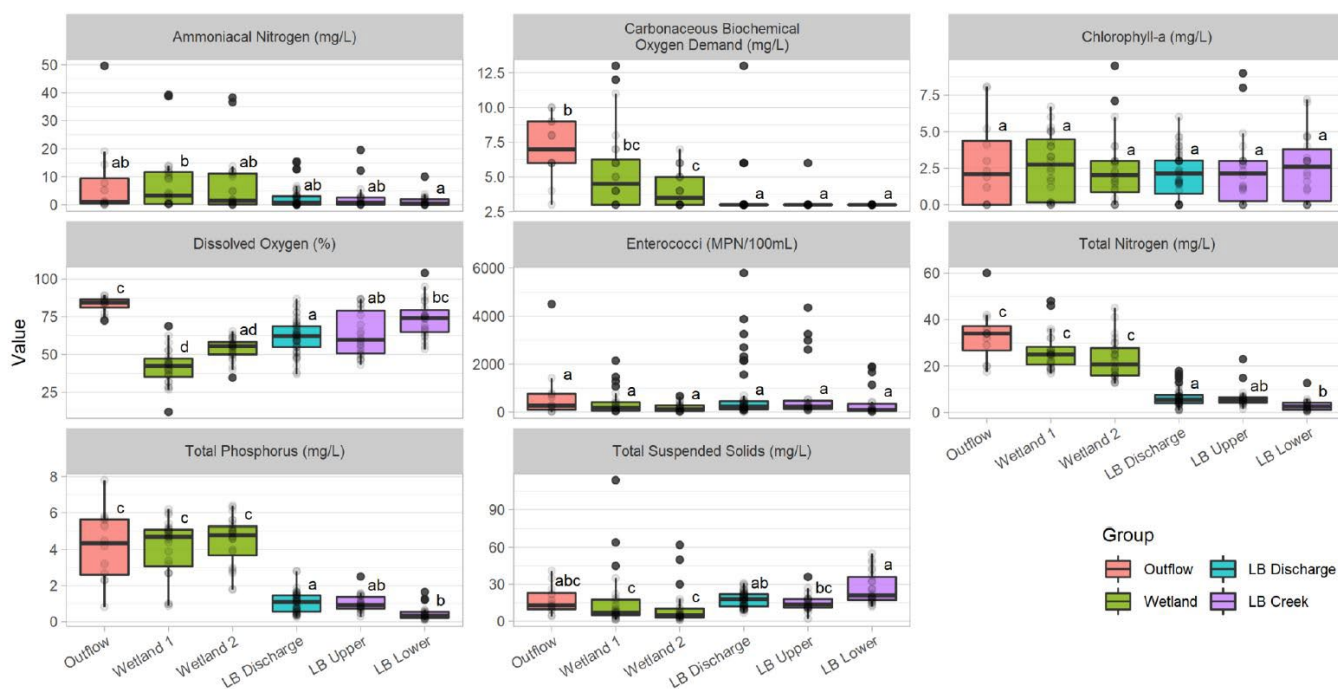 Ammoniacal Nitrogen (mg/L)
Carbonaceous Biochemical
Oxygen Demand (mg/L)
Chlorophyll-a (mg/L)
50
40
30
20
10
0
ab
b
ab
ab
ab
a
12.5
10.0
7.5
5.0
2.5
b
bc
c
a
a
a
7.5
5.0
2.5
0.0
a
a
a
a
a
a
Value
Dissolved Oxygen (%)
Enterococci (MPN/100mL)
Total Nitrogen (mg/L)
100
75
50
25
c
d
ad
a
ab
bc
6000
4000
2000
0
a
a
a
a
a
a
60
40
20
0
c
c
c
a
ab
b
Outflow
Wetland 1
Wetland 2
LB Discharge
LB Upper
LB Lower
Total Phosphorus (mg/L)
Total Suspended Solids (mg/L)
8
6
4
2
0
c
c
c
a
ab
b
Outflow
Wetland 1
Wetland 2
LB Discharge
LB Upper
LB Lower
90
60
30
0
abc
c
c
ab
bc
a
Outflow
Wetland 1
Wetland 2
LB Discharge
LB Upper
LB Lower
Group
Outflow
LB Discharge
Wetland
LB Creek